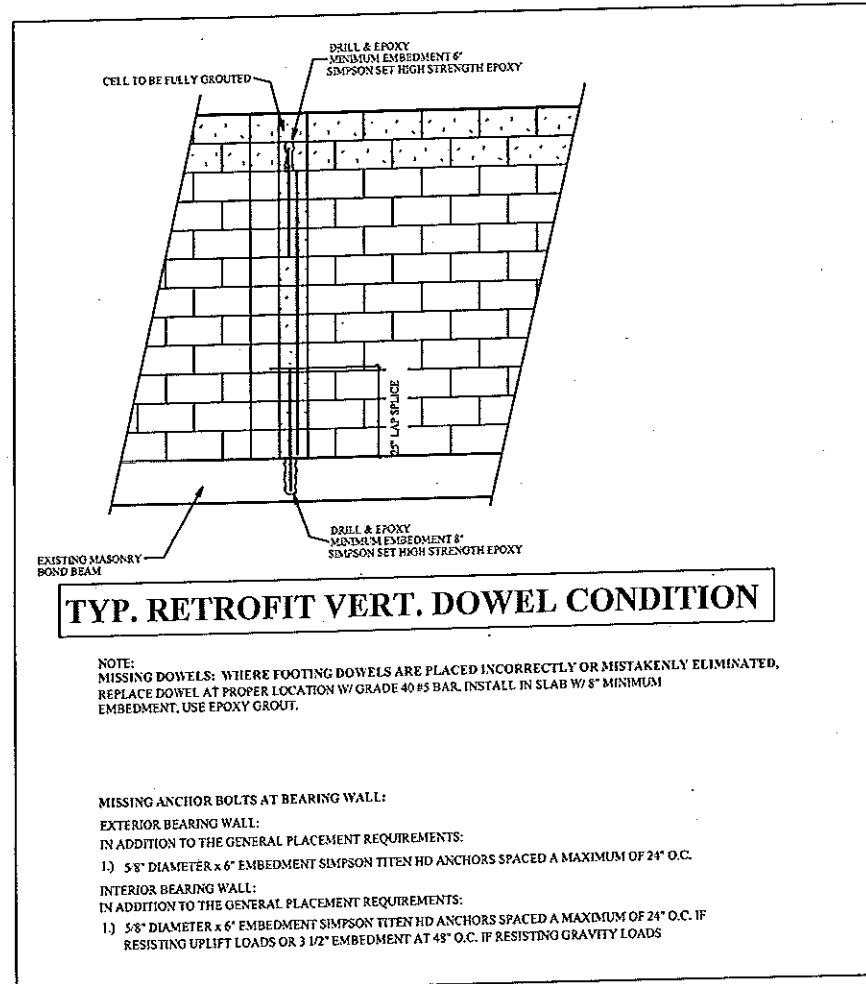 DRILL & EPOXY
MINIMUM EMBEDMENT 6"
SIMPSON SET HIGH STRENGTH EPOXY
CELL TO BE FULLY GROUTED
25" LAP SPLICE
DRILL & EPOXY
MINIMUM EMBEDMENT 8"
SIMPSON SET HIGH STRENGTH EPOXY
EXISTING MASONRY
BOND BEAM
TYP. RETROFIT VERT. DOWEL CONDITION
NOTE:
MISSING DOWELS: WHERE FOOTING DOWELS ARE PLACED INCORRECTLY OR MISTAKENLY ELIMINATED,
REPLACE DOWEL AT PROPER LOCATION W/ GRADE 40 #5 BAR. INSTALL IN SLAB W/ 8" MINIMUM
EMBEDMENT, USE EPOXY GROUT.
MISSING ANCHOR BOLTS AT BEARING WALL:
EXTERIOR BEARING WALL:
IN ADDITION TO THE GENERAL PLACEMENT REQUIREMENTS:
1.) 5/8" DIAMETER x 6" EMBEDMENT SIMPSON TITEN HD ANCHORS SPACED A MAXIMUM OF 24" O.C.
INTERIOR BEARING WALL:
IN ADDITION TO THE GENERAL PLACEMENT REQUIREMENTS:
1.) 5/8" DIAMETER x 6" EMBEDMENT SIMPSON TITEN HD ANCHORS SPACED A MAXIMUM OF 24" O.C. IF
RESISTING UPLIFT LOADS OR 3 1/2" EMBEDMENT AT 48" O.C. IF RESISTING GRAVITY LOADS